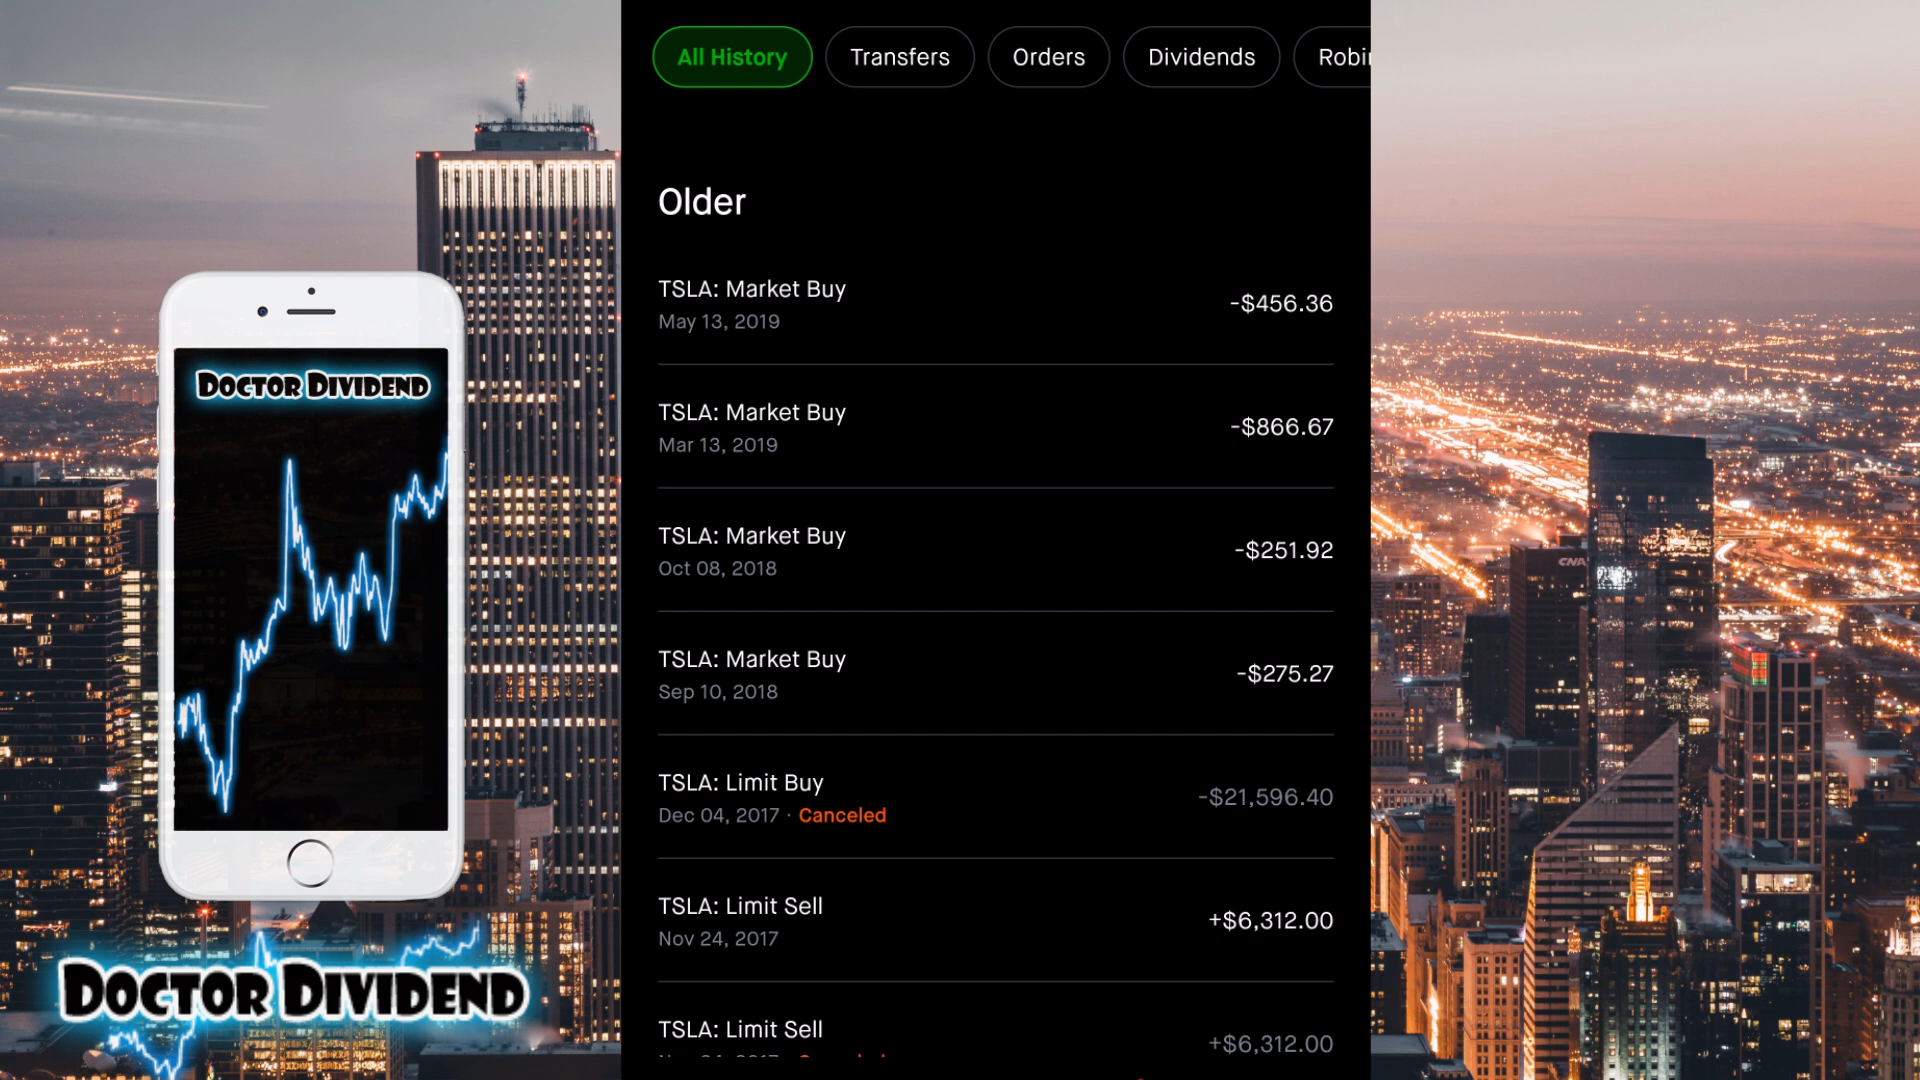 All History
Transfers
Orders
Dividends
Robi
Older
TSLA: Market Buy
May 13, 2019
-$456.36
TSLA: Market Buy
Mar 13, 2019
-$866.67
TSLA: Market Buy
Oct 08, 2018
-$251.92
TSLA: Market Buy
Sep 10, 2018
-$275.27
TSLA: Limit Buy
Dec 04, 2017 · Canceled
-$21,596.40
TSLA: Limit Sell
Nov 24, 2017
+$6,312.00
TSLA: Limit Sell
+$6,312.00
DOCTOR DIVIDEND
DOCTOR DIVIDEND
CNA